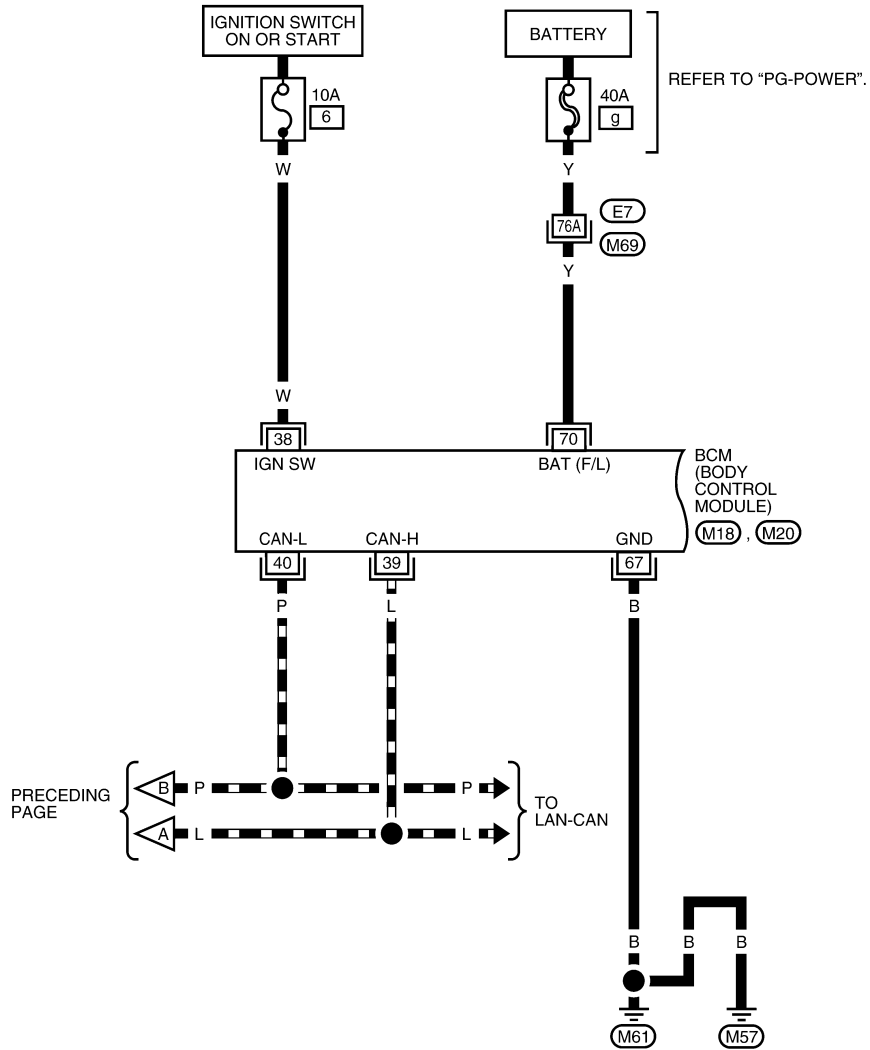 IGNITION SWITCH
ON OR START
BATTERY
REFER TO “PG-POWER”.
10A
6
40A
g
W
Y
76A
E7
M69
Y
W
38
70
IGN SW
BAT (F/L)
BCM
(BODY
CONTROL
MODULE)
M18 , M20
CAN-L
CAN-H
GND
40
39
67
P
L
B
PRECEDING
PAGE
B
P
P
A
L
L
TO
LAN-CAN
B
B
B
M61
M57